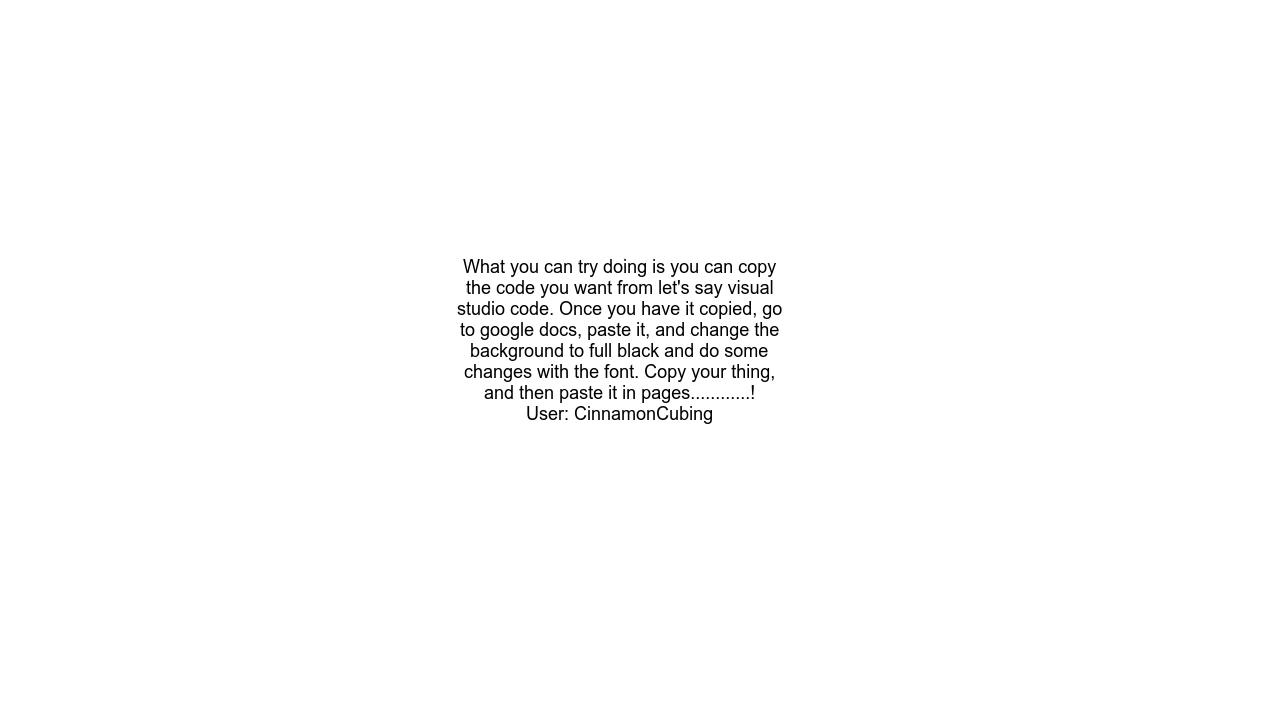 What you can try doing is you can copy
the code you want from let's say visual
studio code. Once you have it copied, go
to google docs, paste it, and change the
background to full black and do some
changes with the font. Copy your thing,
and then paste it in pages............!
User: CinnamonCubing